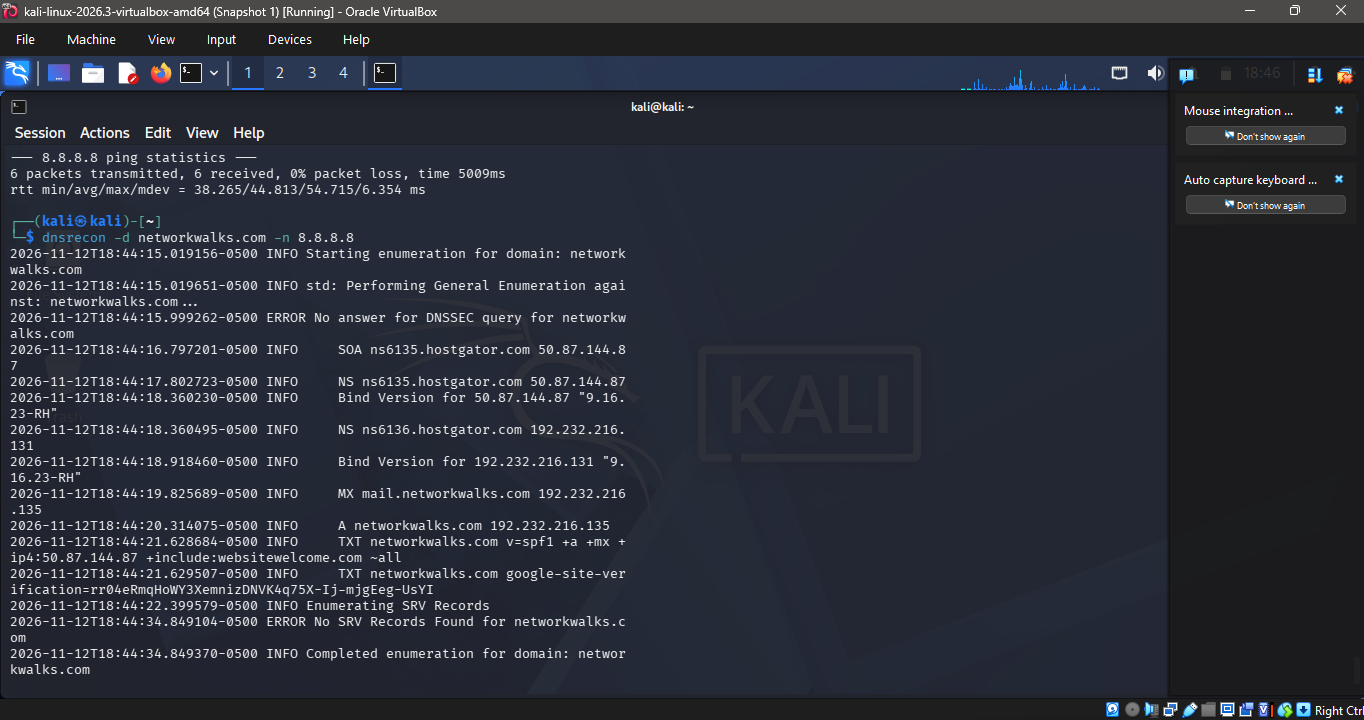 kali-linux-2026.3-virtualbox-amd64 (Snapshot 1) [Running] - Oracle VirtualBox
File Machine View Input Devices Help
1 2 3 4 18:46
kali@kali: ~
Mouse integration ...
Session Actions Edit View Help
Don't show again
— 8.8.8.8 ping statistics —
6 packets transmitted, 6 received, 0% packet loss, time 5009ms
rtt min/avg/max/mdev = 38.265/44.813/54.715/6.354 ms
Auto capture keyboard ...
Don't show again
┌──(kali㉿kali)-[~]
└─$ dnsrecon -d networkwalks.com -n 8.8.8.8
2026-11-12T18:44:15.019156-0500 INFO Starting enumeration for domain: network
walks.com
2026-11-12T18:44:15.019651-0500 INFO std: Performing General Enumeration agai
nst: networkwalks.com...
2026-11-12T18:44:15.999262-0500 ERROR No answer for DNSSEC query for networkw
alks.com
2026-11-12T18:44:16.797201-0500 INFO     SOA ns6135.hostgator.com 50.87.144.8
7
2026-11-12T18:44:17.802723-0500 INFO     NS ns6135.hostgator.com 50.87.144.87
2026-11-12T18:44:18.360230-0500 INFO     Bind Version for 50.87.144.87 "9.16.
23-RH"
2026-11-12T18:44:18.360495-0500 INFO     NS ns6136.hostgator.com 192.232.216.
131
2026-11-12T18:44:18.918460-0500 INFO     Bind Version for 192.232.216.131 "9.
16.23-RH"
2026-11-12T18:44:19.825689-0500 INFO     MX mail.networkwalks.com 192.232.216
.135
2026-11-12T18:44:20.314075-0500 INFO     A networkwalks.com 192.232.216.135
2026-11-12T18:44:21.628684-0500 INFO     TXT networkwalks.com v=spf1 +a +mx +
ip4:50.87.144.87 +include:websitewelcome.com ~all
2026-11-12T18:44:21.629507-0500 INFO     TXT networkwalks.com google-site-ver
ification=rr04eRmqHoWY3XemnizDNVK4q75X-Ij-mjgEeg-UsYI
2026-11-12T18:44:22.399579-0500 INFO Enumerating SRV Records
2026-11-12T18:44:34.849104-0500 ERROR No SRV Records Found for networkwalks.c
om
2026-11-12T18:44:34.849370-0500 INFO Completed enumeration for domain: networ
kwalks.com
KALI
Right Ctrl